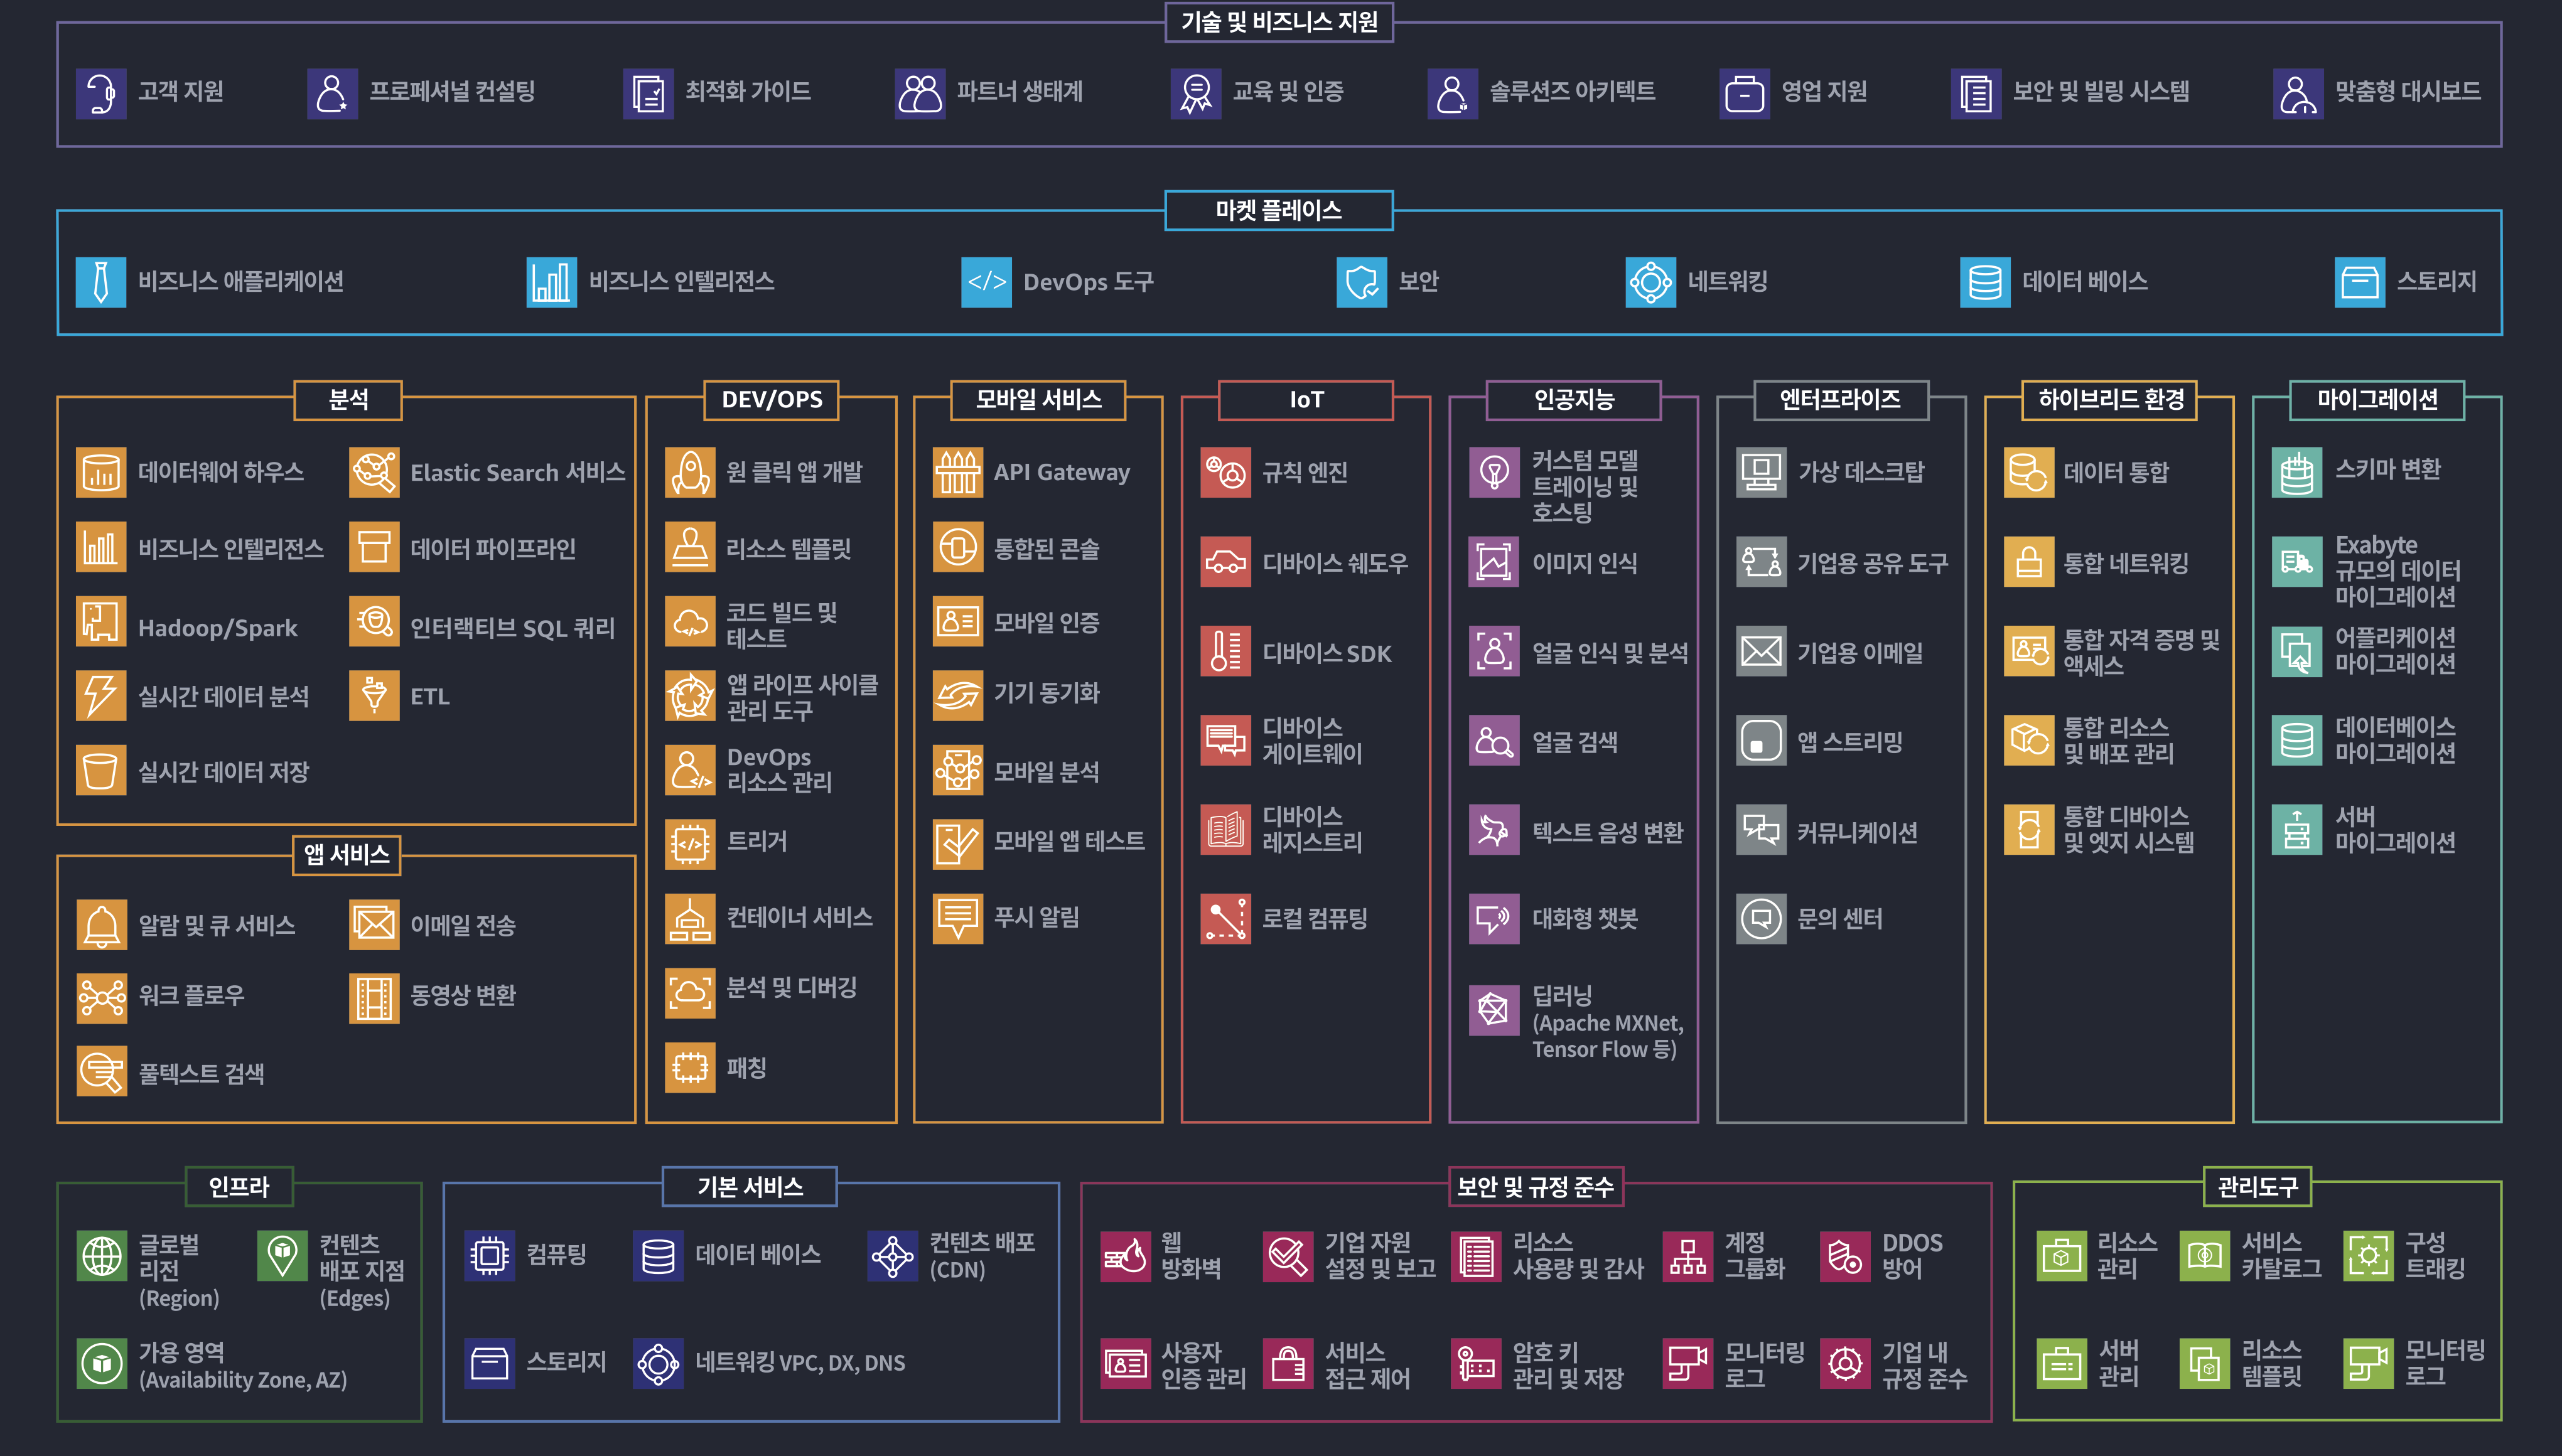 기술 및 비즈니스 지원
고객 지원
프로페셔널 컨설팅
최적화 가이드
파트너 생태계
교육 및 인증
솔루션즈 아키텍트
영업 지원
보안 및 빌링 시스템
맞춤형 대시보드
마켓 플레이스
비즈니스 애플리케이션
비즈니스 인텔리전스
</>
DevOps 도구
보안
네트워킹
데이터 베이스
스토리지
분석
데이터웨어 하우스
Elastic Search 서비스
비즈니스 인텔리전스
데이터 파이프라인
Hadoop/Spark
인터랙티브 SQL 쿼리
실시간 데이터 분석
ETL
실시간 데이터 저장
앱 서비스
알람 및 큐 서비스
이메일 전송
워크 플로우
동영상 변환
풀텍스트 검색
DEV/OPS
원 클릭 앱 개발
리소스 템플릿
코드 빌드 및
테스트
앱 라이프 사이클
관리 도구
DevOps
리소스 관리
트리거
컨테이너 서비스
분석 및 디버깅
패칭
모바일 서비스
API Gateway
통합된 콘솔
모바일 인증
기기 동기화
모바일 분석
모바일 앱 테스트
푸시 알림
IoT
규칙 엔진
디바이스 쉐도우
디바이스 SDK
디바이스
게이트웨이
디바이스
레지스트리
로컬 컴퓨팅
인공지능
커스텀 모델
트레이닝 및
호스팅
이미지 인식
얼굴 인식 및 분석
얼굴 검색
텍스트 음성 변환
대화형 챗봇
딥러닝
(Apache MXNet,
Tensor Flow 등)
엔터프라이즈
가상 데스크탑
기업용 공유 도구
기업용 이메일
앱 스트리밍
커뮤니케이션
문의 센터
하이브리드 환경
데이터 통합
통합 네트워킹
통합 자격 증명 및
액세스
통합 리소스
및 배포 관리
통합 디바이스
및 엣지 시스템
마이그레이션
스키마 변환
Exabyte
규모의 데이터
마이그레이션
어플리케이션
마이그레이션
데이터베이스
마이그레이션
서버
마이그레이션
인프라
글로벌
리전
(Region)
컨텐츠
배포 지점
(Edges)
가용 영역
(Availability Zone, AZ)
기본 서비스
컴퓨팅
데이터 베이스
컨텐츠 배포
(CDN)
스토리지
네트워킹 VPC, DX, DNS
보안 및 규정 준수
웹
방화벽
기업 자원
설정 및 보고
리소스
사용량 및 감사
계정
그룹화
DDOS
방어
사용자
인증 관리
서비스
접근 제어
암호 키
관리 및 저장
모니터링
로그
기업 내
규정 준수
관리도구
리소스
관리
서비스
카탈로그
구성
트래킹
서버
관리
리소스
템플릿
모니터링
로그